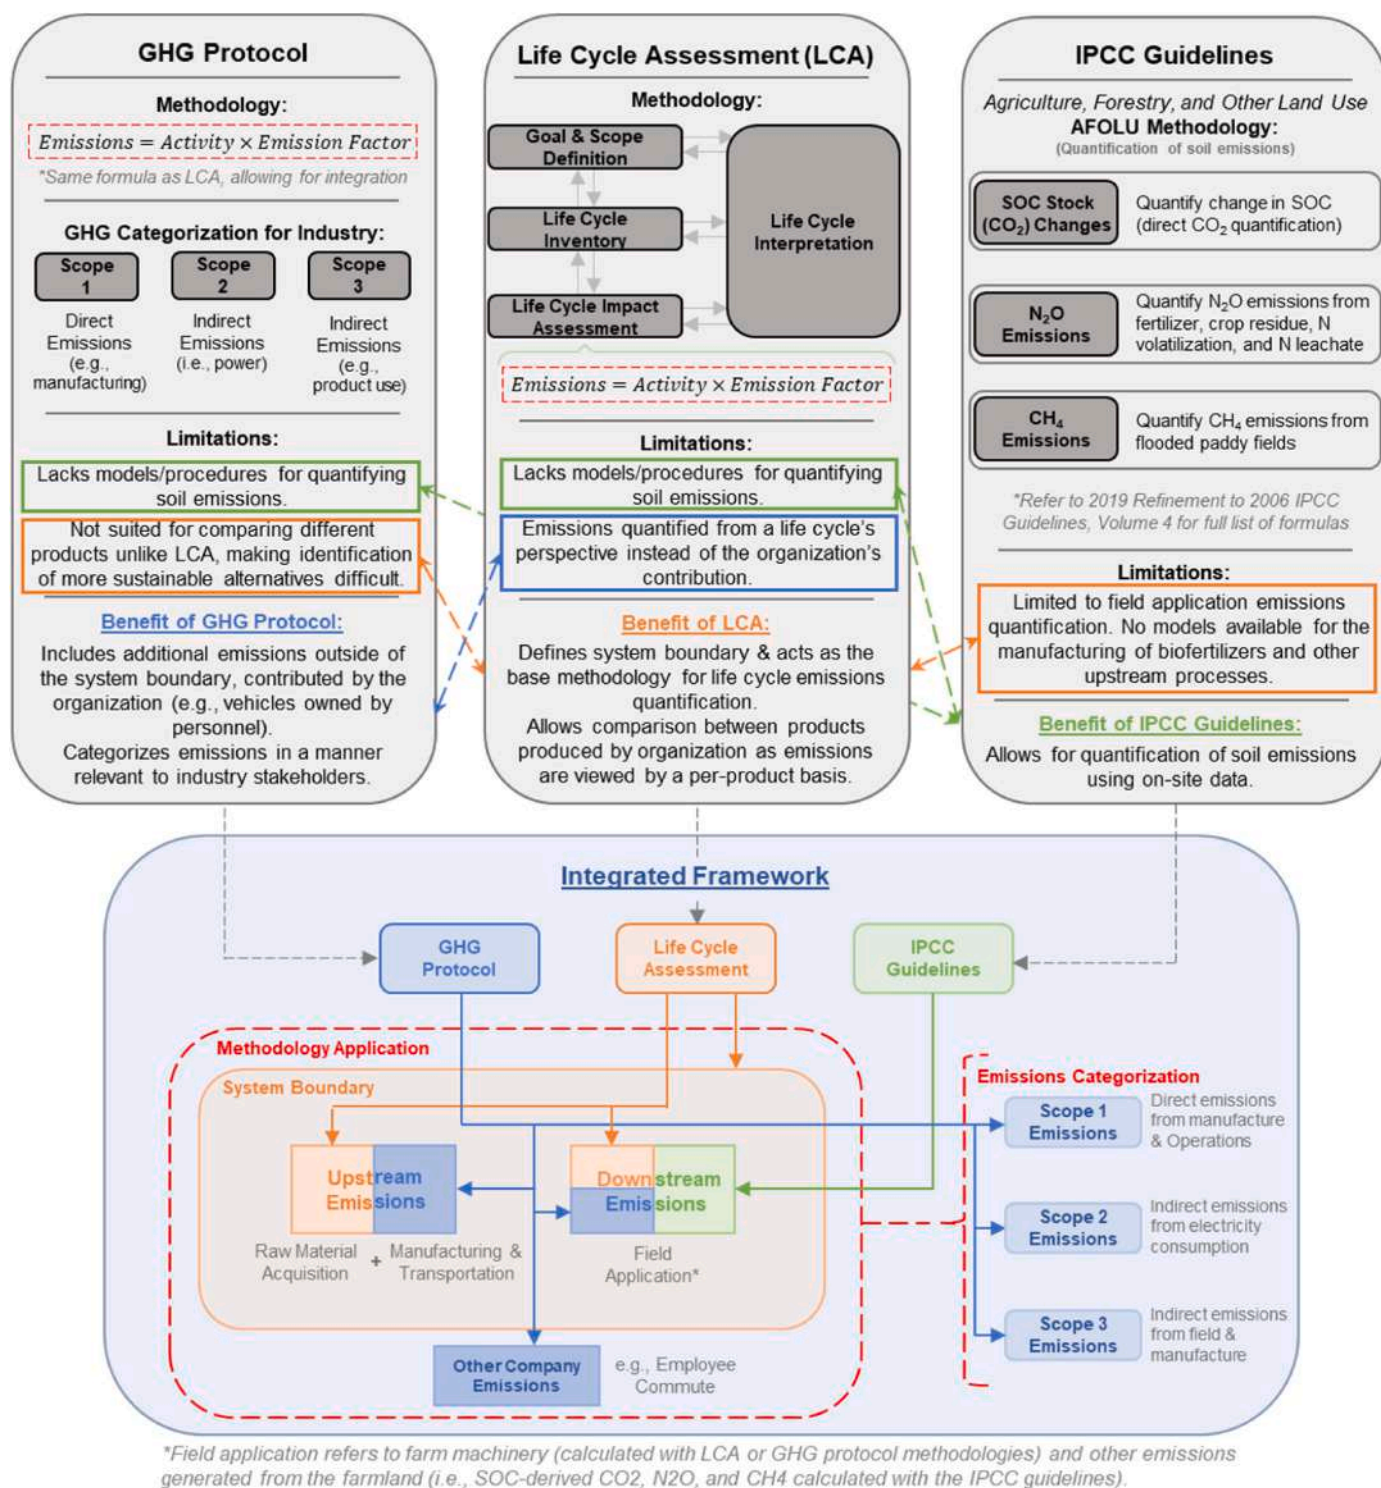 GHG Protocol
Methodology:
Emissions = Activity × Emission Factor
*Same formula as LCA, allowing for integration
GHG Categorization for Industry:
Scope
1
Scope
2
Scope
3
Direct
Emissions
(e.g.,
manufacturing)
Indirect
Emissions
(i.e., power)
Indirect
Emissions
(e.g.,
product use)
Limitations:
Lacks models/procedures for quantifying
soil emissions.
Not suited for comparing different
products unlike LCA, making identification
of more sustainable alternatives difficult.
Benefit of GHG Protocol:
Includes additional emissions outside of
the system boundary, contributed by the
organization (e.g., vehicles owned by
personnel).
Categorizes emissions in a manner
relevant to industry stakeholders.
Life Cycle Assessment (LCA)
Methodology:
Goal & Scope
Definition
Life Cycle
Inventory
Life Cycle Impact
Assessment
Life Cycle
Interpretation
Emissions = Activity × Emission Factor
Limitations:
Lacks models/procedures for quantifying
soil emissions.
Emissions quantified from a life cycle's
perspective instead of the organization's
contribution.
Benefit of LCA:
Defines system boundary & acts as the
base methodology for life cycle emissions
quantification.
Allows comparison between products
produced by organization as emissions
are viewed by a per-product basis.
IPCC Guidelines
Agriculture, Forestry, and Other Land Use
AFOLU Methodology:
(Quantification of soil emissions)
SOC Stock
(CO₂) Changes
Quantify change in SOC
(direct CO₂ quantification)
N₂O
Emissions
Quantify N₂O emissions from
fertilizer, crop residue, N
volatilization, and N leachate
CH₄
Emissions
Quantify CH₄ emissions from
flooded paddy fields
*Refer to 2019 Refinement to 2006 IPCC
Guidelines, Volume 4 for full list of formulas
Limitations:
Limited to field application emissions
quantification. No models available for the
manufacturing of biofertilizers and other
upstream processes.
Benefit of IPCC Guidelines:
Allows for quantification of soil emissions
using on-site data.
Integrated Framework
GHG
Protocol
Life Cycle
Assessment
IPCC
Guidelines
Methodology Application
System Boundary
Upstream
Emissions
Raw Material
Acquisition
+
Manufacturing &
Transportation
Downstream
Emissions
Field
Application*
Other Company
Emissions
e.g., Employee
Commute
Emissions Categorization
Scope 1
Emissions
Direct emissions
from manufacture
& Operations
Scope 2
Emissions
Indirect emissions
from electricity
consumption
Scope 3
Emissions
Indirect emissions
from field &
manufacture
*Field application refers to farm machinery (calculated with LCA or GHG protocol methodologies) and other emissions
generated from the farmland (i.e., SOC-derived CO2, N2O, and CH4 calculated with the IPCC guidelines).